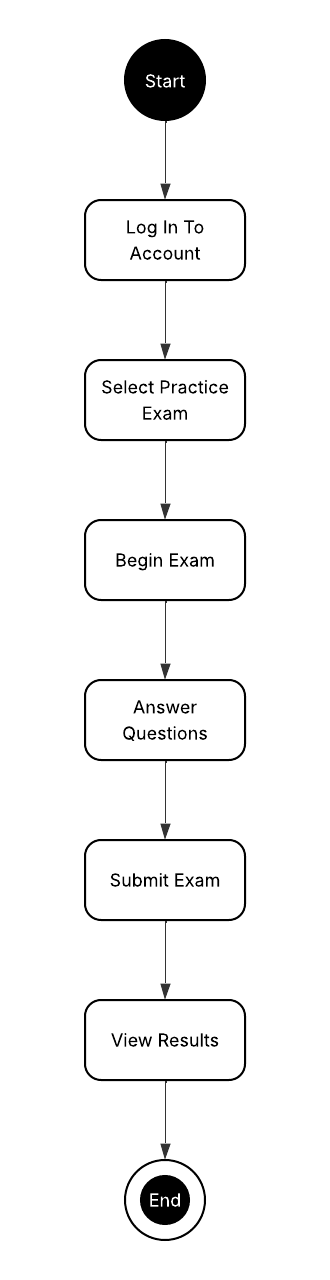 Start
Log In To
Account
Select Practice
Exam
Begin Exam
Answer
Questions
Submit Exam
View Results
End